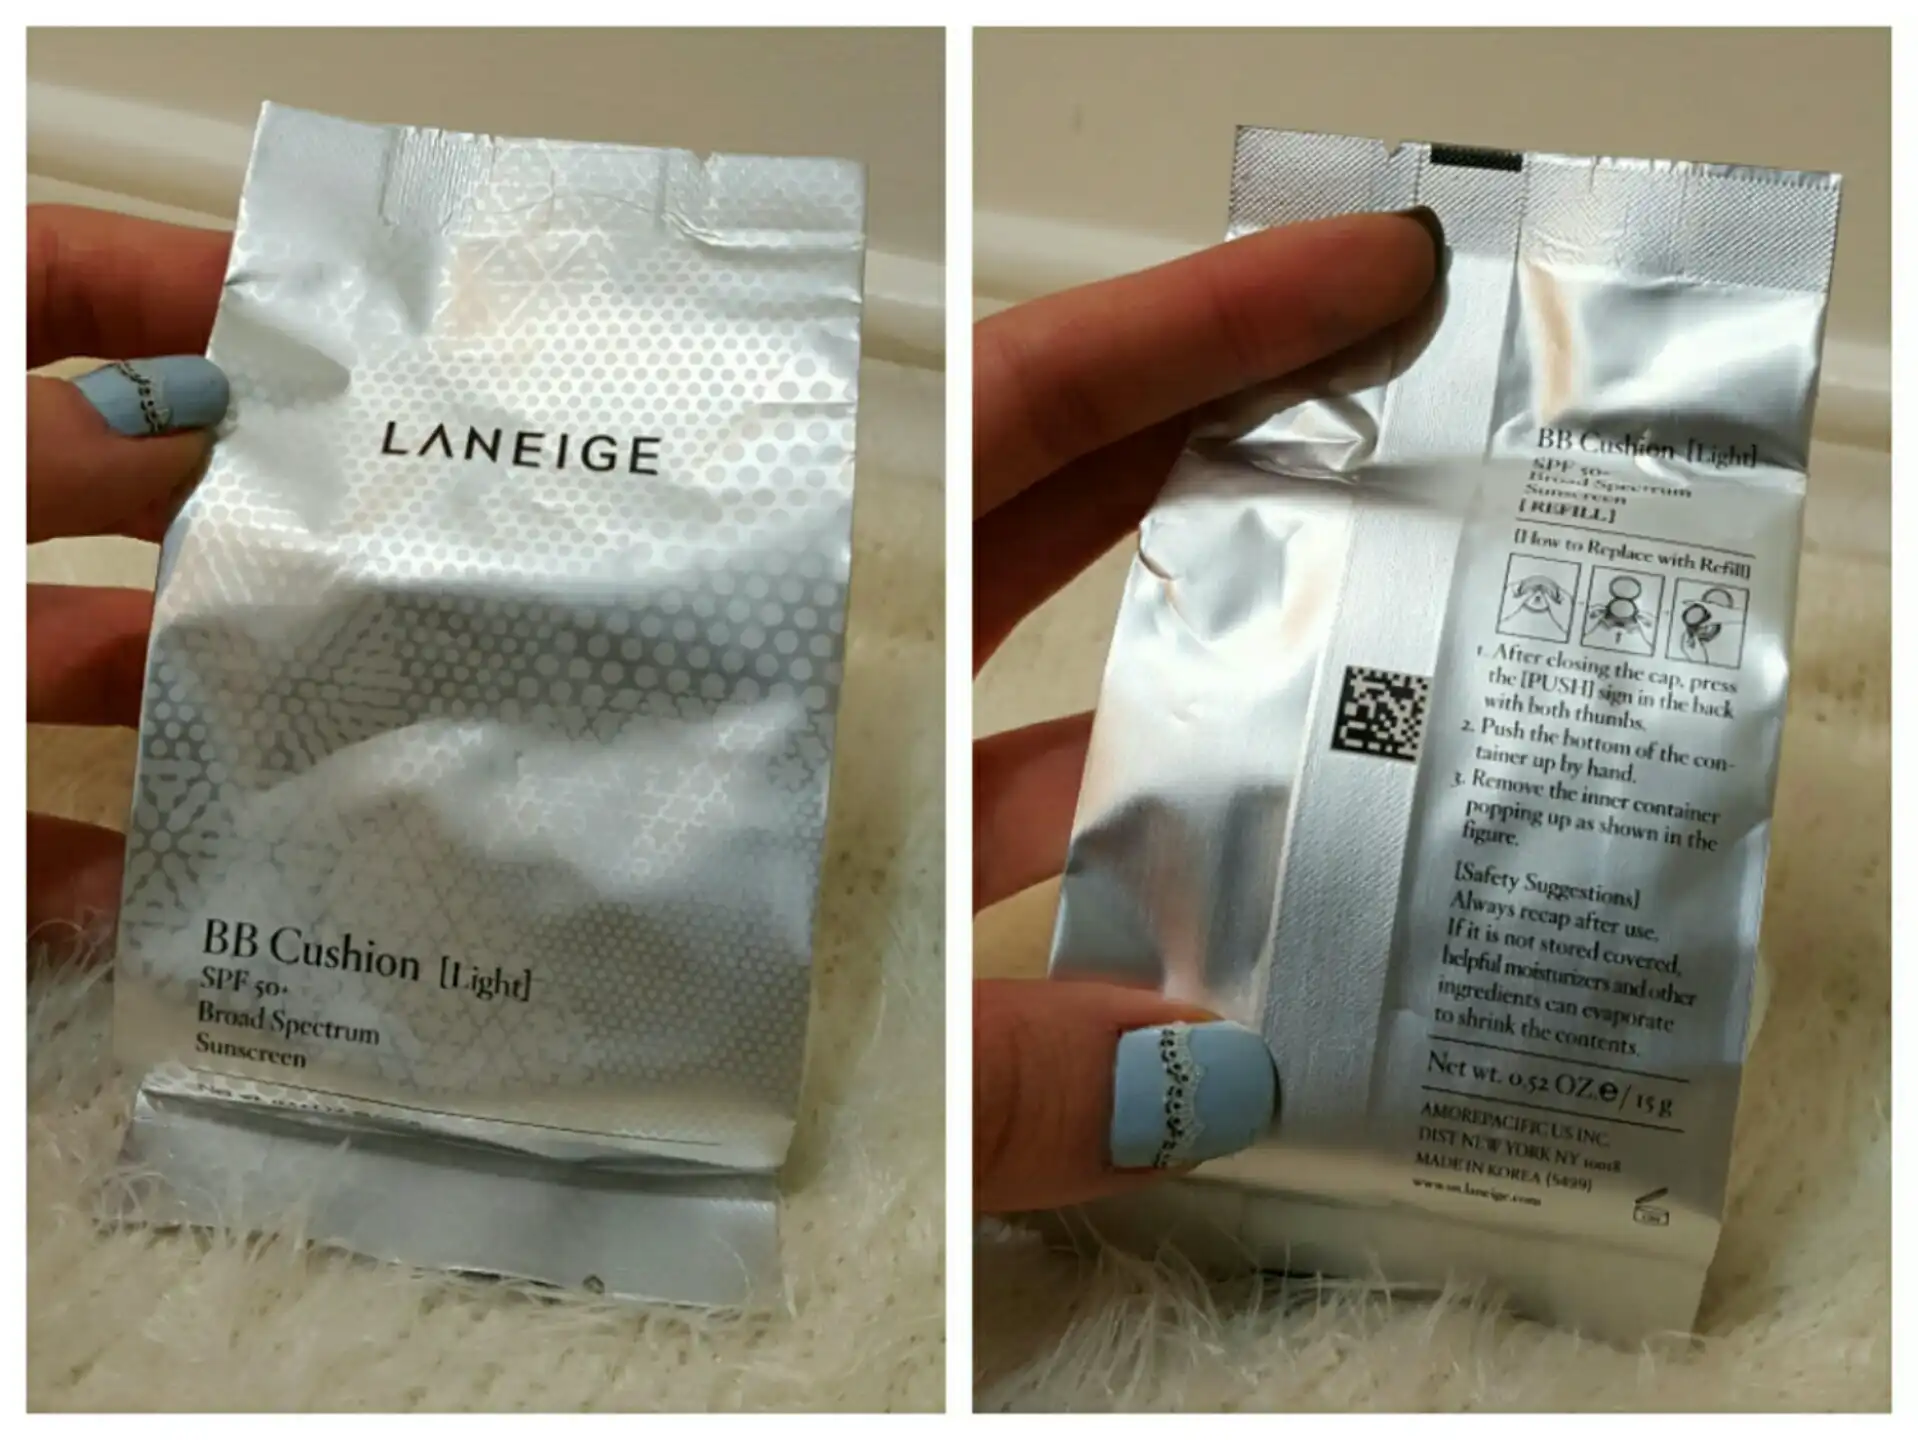 LANEIGE
BB Cushion [Light]
SPF 50+
Broad Spectrum
Sunscreen
BB Cushion [Light]
SPF 50+
Broad Spectrum
Sunscreen
[REFILL]
[How to Replace with Refill]
1. After closing the cap, press
the [PUSH] sign in the back
with both thumbs.
2. Push the bottom of the con-
tainer up by hand.
3. Remove the inner container
popping up as shown in the
figure.
[Safety Suggestions]
Always recap after use.
If it is not stored covered,
helpful moisturizers and other
ingredients can evaporate
to shrink the contents.
Net wt. 0.52 OZ.e / 15 g
AMOREPACIFIC US INC.
DIST NEW YORK NY 10018
MADE IN KOREA (5499)
www.us.laneige.com